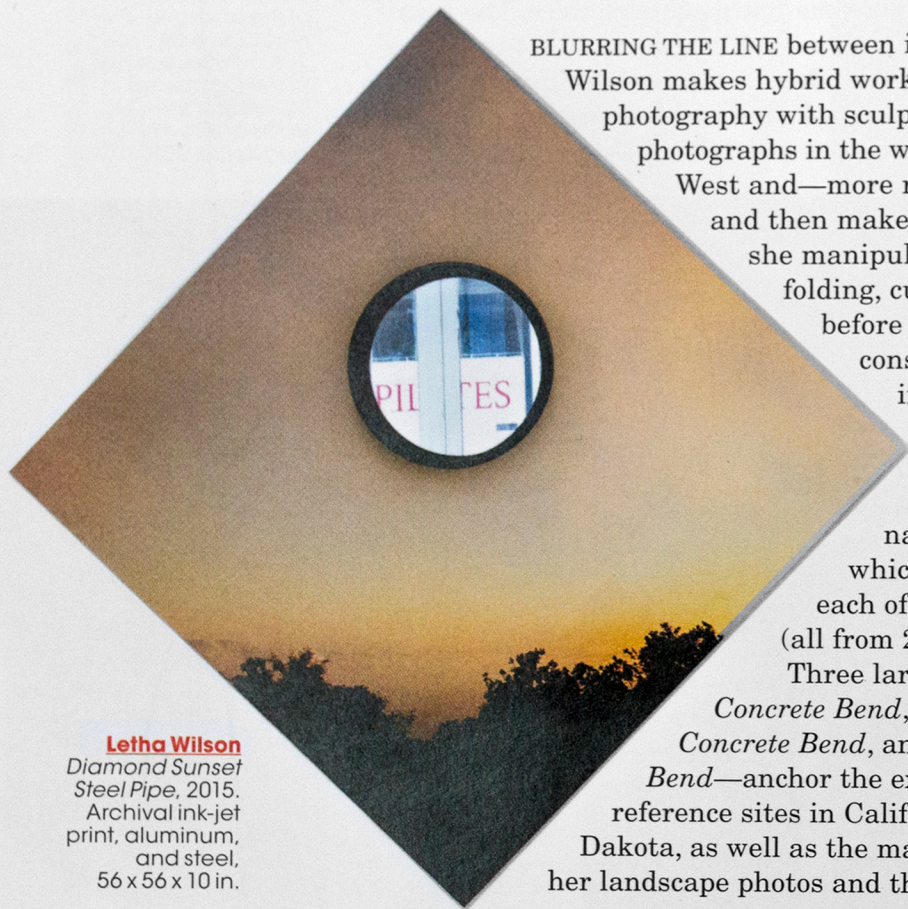 BLURRING THE LINE between
Wilson makes hybrid work
photography with sculp
photographs in the w
West and—more
and then make
she manipul
folding, cu
before
cons
PIL TES
na
whic
each of
(all from 2
Three lar
Concrete Bend,
Concrete Bend, an
Bend—anchor the e
reference sites in Calif
Dakota, as well as the ma
her landscape photos and th
Letha Wilson
Diamond Sunset
Steel Pipe, 2015.
Archival ink-jet
print, aluminum,
and steel,
56 x 56 x 10 in.